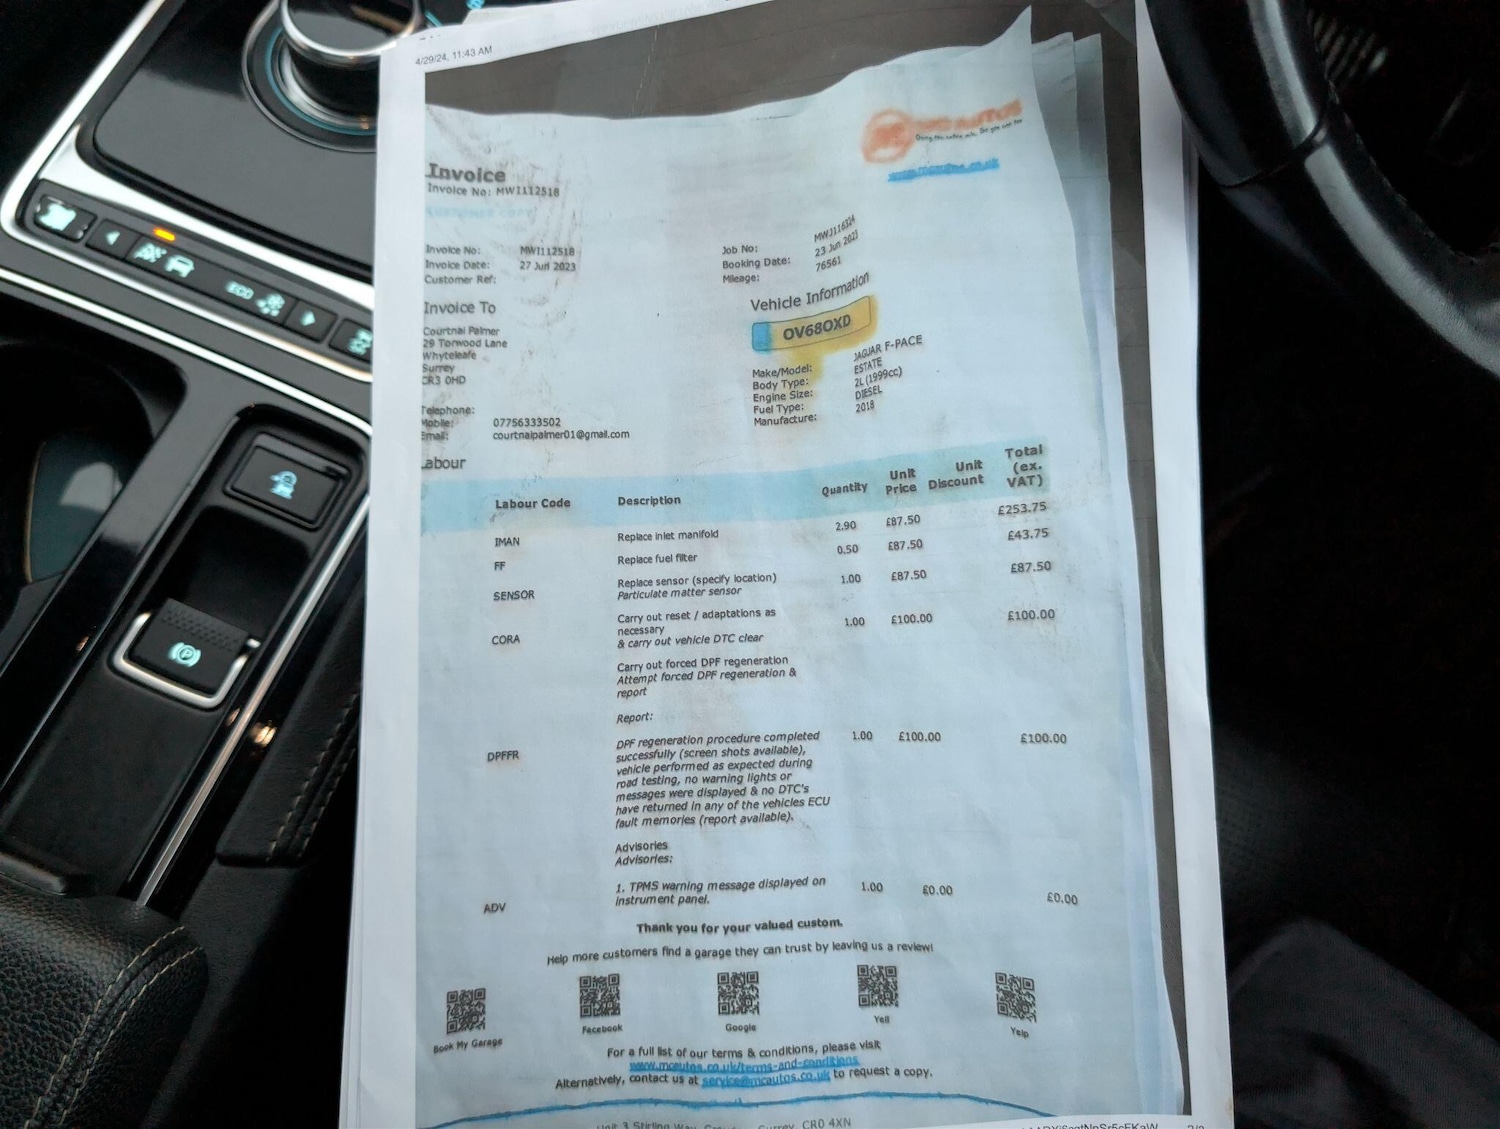 4/29/24, 11:43 AM
MC AUTOS
Invoice
Invoice No: MWI112518
CUSTOMER COPY
Invoice No: MWI112518
Invoice Date: 27 Jun 2023
Customer Ref:
Job No: MWJ116324
Booking Date: 23 Jun 2023
Mileage: 76561
Invoice To
Courtnai Palmer
29 Torwood Lane
Whyteleafe
Surrey
CR3 0HD
Telephone:
Mobile: 07756333502
Email: courtnaipalmer01@gmail.com
Vehicle Information
OV68OXD
Make/Model: JAGUAR F-PACE
Body Type: ESTATE
Engine Size: 2L (1999cc)
Fuel Type: DIESEL
Manufacture: 2018
Labour
Labour Code Description Quantity Unit Price Unit Discount Total (ex. VAT)
IMAN Replace inlet manifold 2.90 £87.50 £253.75
FF Replace fuel filter 0.50 £87.50 £43.75
SENSOR Replace sensor (specify location) 1.00 £87.50 £87.50
Particulate matter sensor
CORA Carry out reset / adaptations as 1.00 £100.00 £100.00
necessary
& carry out vehicle DTC clear
Carry out forced DPF regeneration
Attempt forced DPF regeneration &
report
Report:
DPFFR DPF regeneration procedure completed 1.00 £100.00 £100.00
successfully (screen shots available),
vehicle performed as expected during
road testing, no warning lights or
messages were displayed & no DTC's
have returned in any of the vehicles ECU
fault memories (report available).
Advisories
Advisories:
ADV 1. TPMS warning message displayed on 1.00 £0.00 £0.00
instrument panel.
Thank you for your valued custom.
Help more customers find a garage they can trust by leaving us a review!
Book My Garage Facebook Google Yell Yelp
For a full list of our terms & conditions, please visit
www.mcautos.co.uk/terms-and-conditions
Alternatively, contact us at service@mcautos.co.uk to request a copy.
Unit 3 Stirling Way, Surrey, CR0 4XN
ECO
P